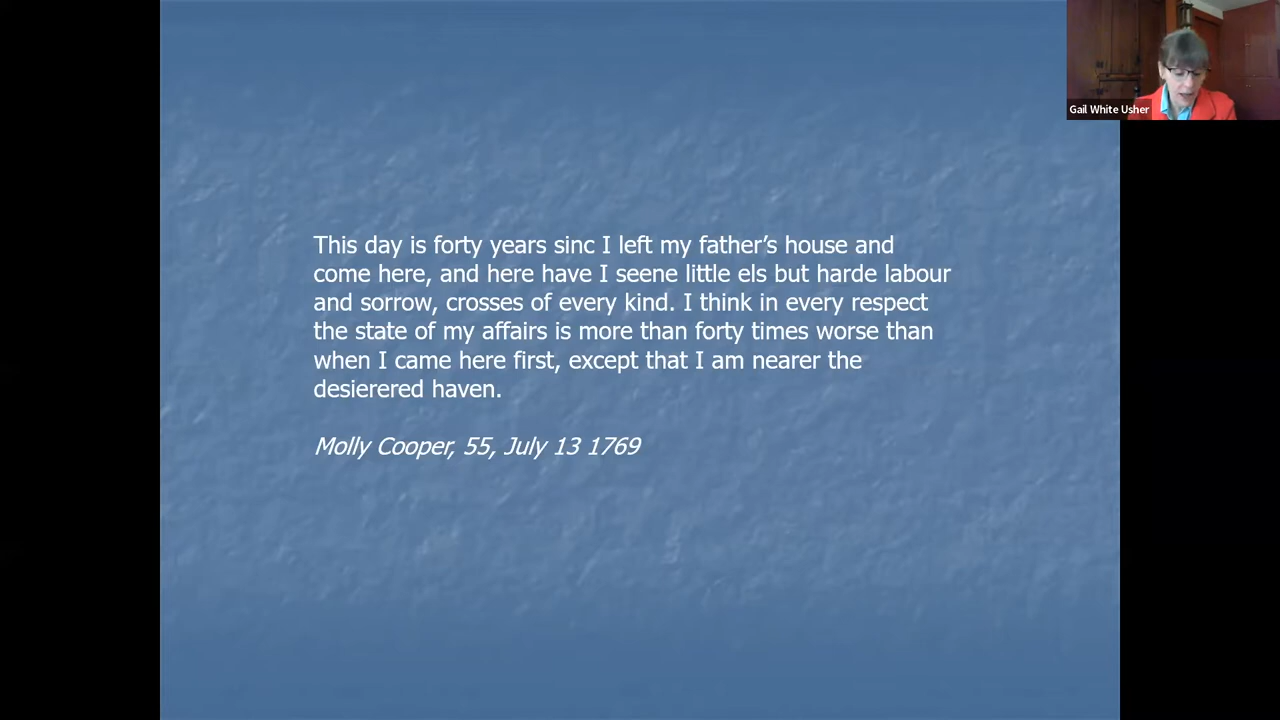 Gail White Usher
This day is forty years sinc I left my father’s house and
come here, and here have I seene little els but harde labour
and sorrow, crosses of every kind. I think in every respect
the state of my affairs is more than forty times worse than
when I came here first, except that I am nearer the
desierered haven.
Molly Cooper, 55, July 13 1769